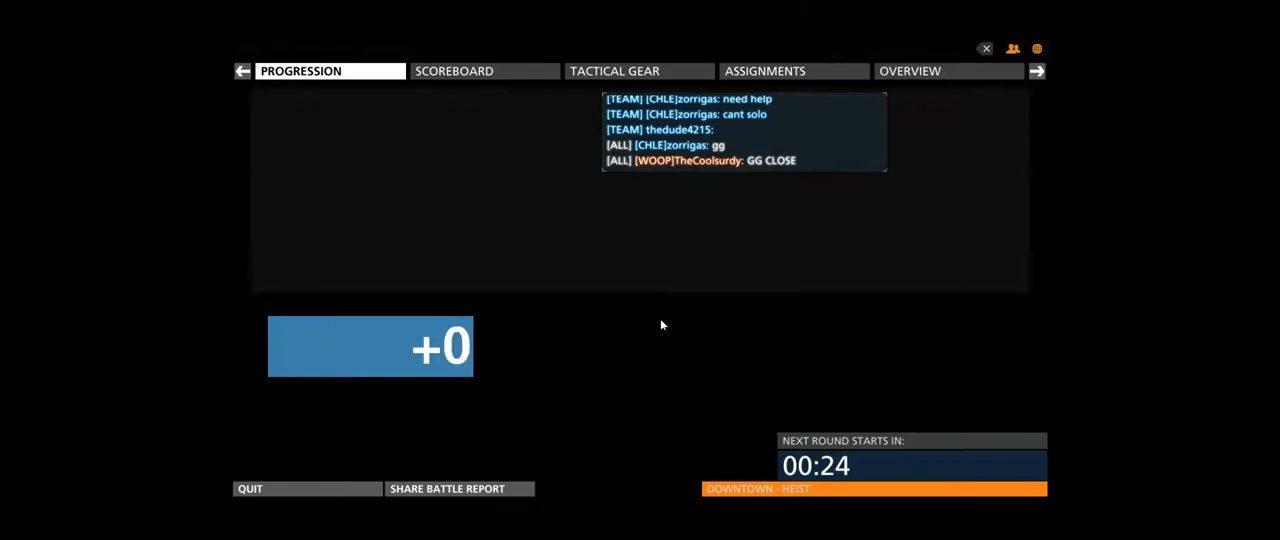 PROGRESSION
SCOREBOARD
TACTICAL GEAR
ASSIGNMENTS
OVERVIEW
[TEAM] [CHLE]zorrigas: need help
[TEAM] [CHLE]zorrigas: cant solo
[TEAM] thedude4215:
[ALL] [CHLE]zorrigas: gg
[ALL] [WOOP]TheCoolsurdy: GG CLOSE
+0
NEXT ROUND STARTS IN:
00:24
QUIT
SHARE BATTLE REPORT
DOWNTOWN - HEIST